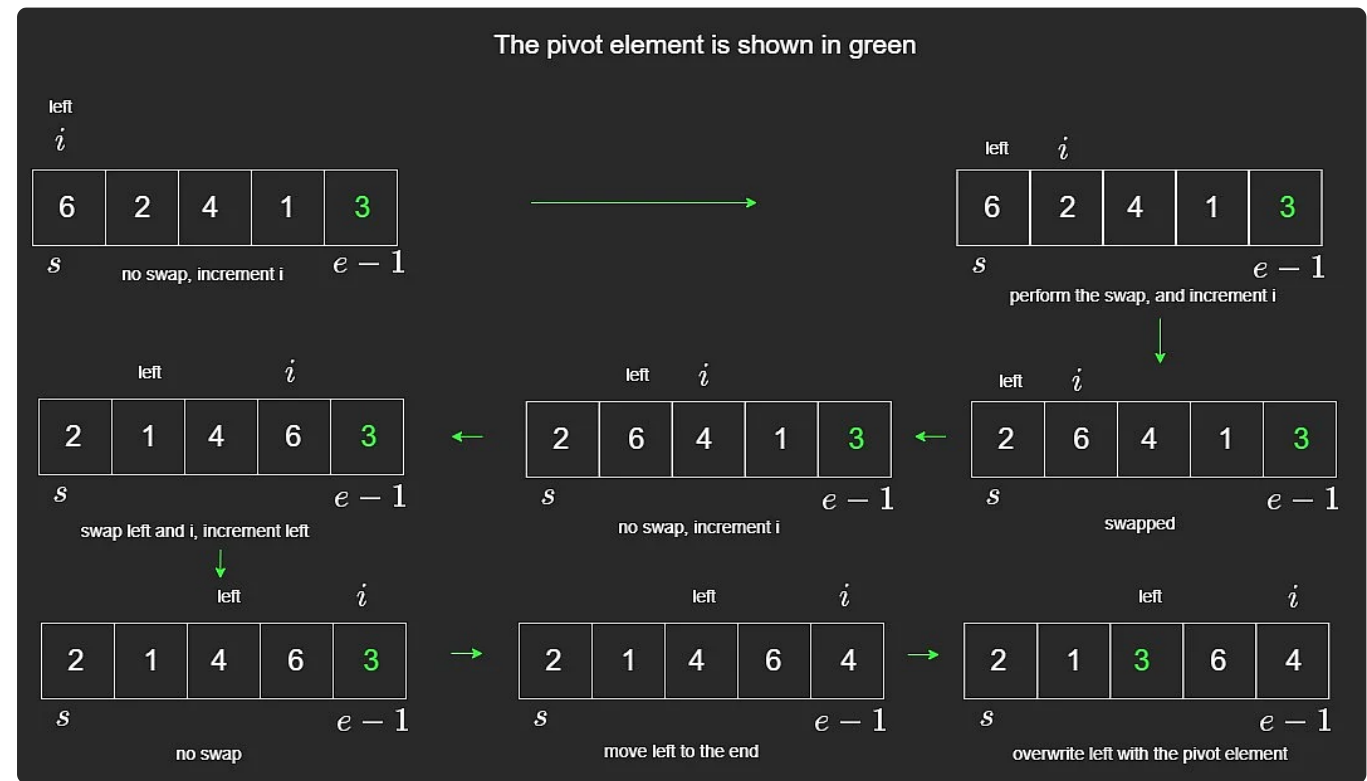 The pivot element is shown in green
left
i
6 2 4 1 3
s e − 1
no swap, increment i
left i
6 2 4 1 3
s e − 1
perform the swap, and increment i
left i
2 1 4 6 3
s e − 1
swap left and i, increment left
left i
2 6 4 1 3
s e − 1
no swap, increment i
left i
2 6 4 1 3
s e − 1
swapped
left i
2 1 4 6 3
s e − 1
no swap
left i
2 1 4 6 4
s e − 1
move left to the end
left i
2 1 3 6 4
s e − 1
overwrite left with the pivot element